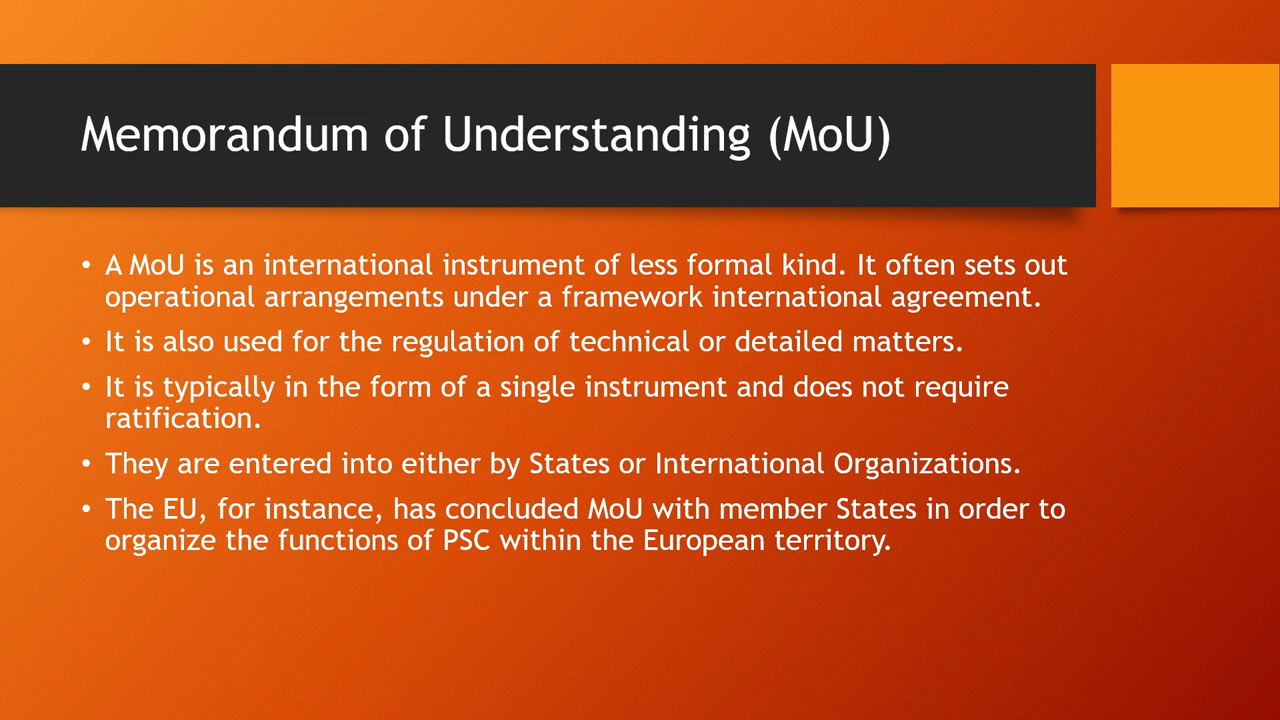 Memorandum of Understanding (MoU)
• A MoU is an international instrument of less formal kind. It often sets out
operational arrangements under a framework international agreement.
• It is also used for the regulation of technical or detailed matters.
• It is typically in the form of a single instrument and does not require
ratification.
• They are entered into either by States or International Organizations.
• The EU, for instance, has concluded MoU with member States in order to
organize the functions of PSC within the European territory.